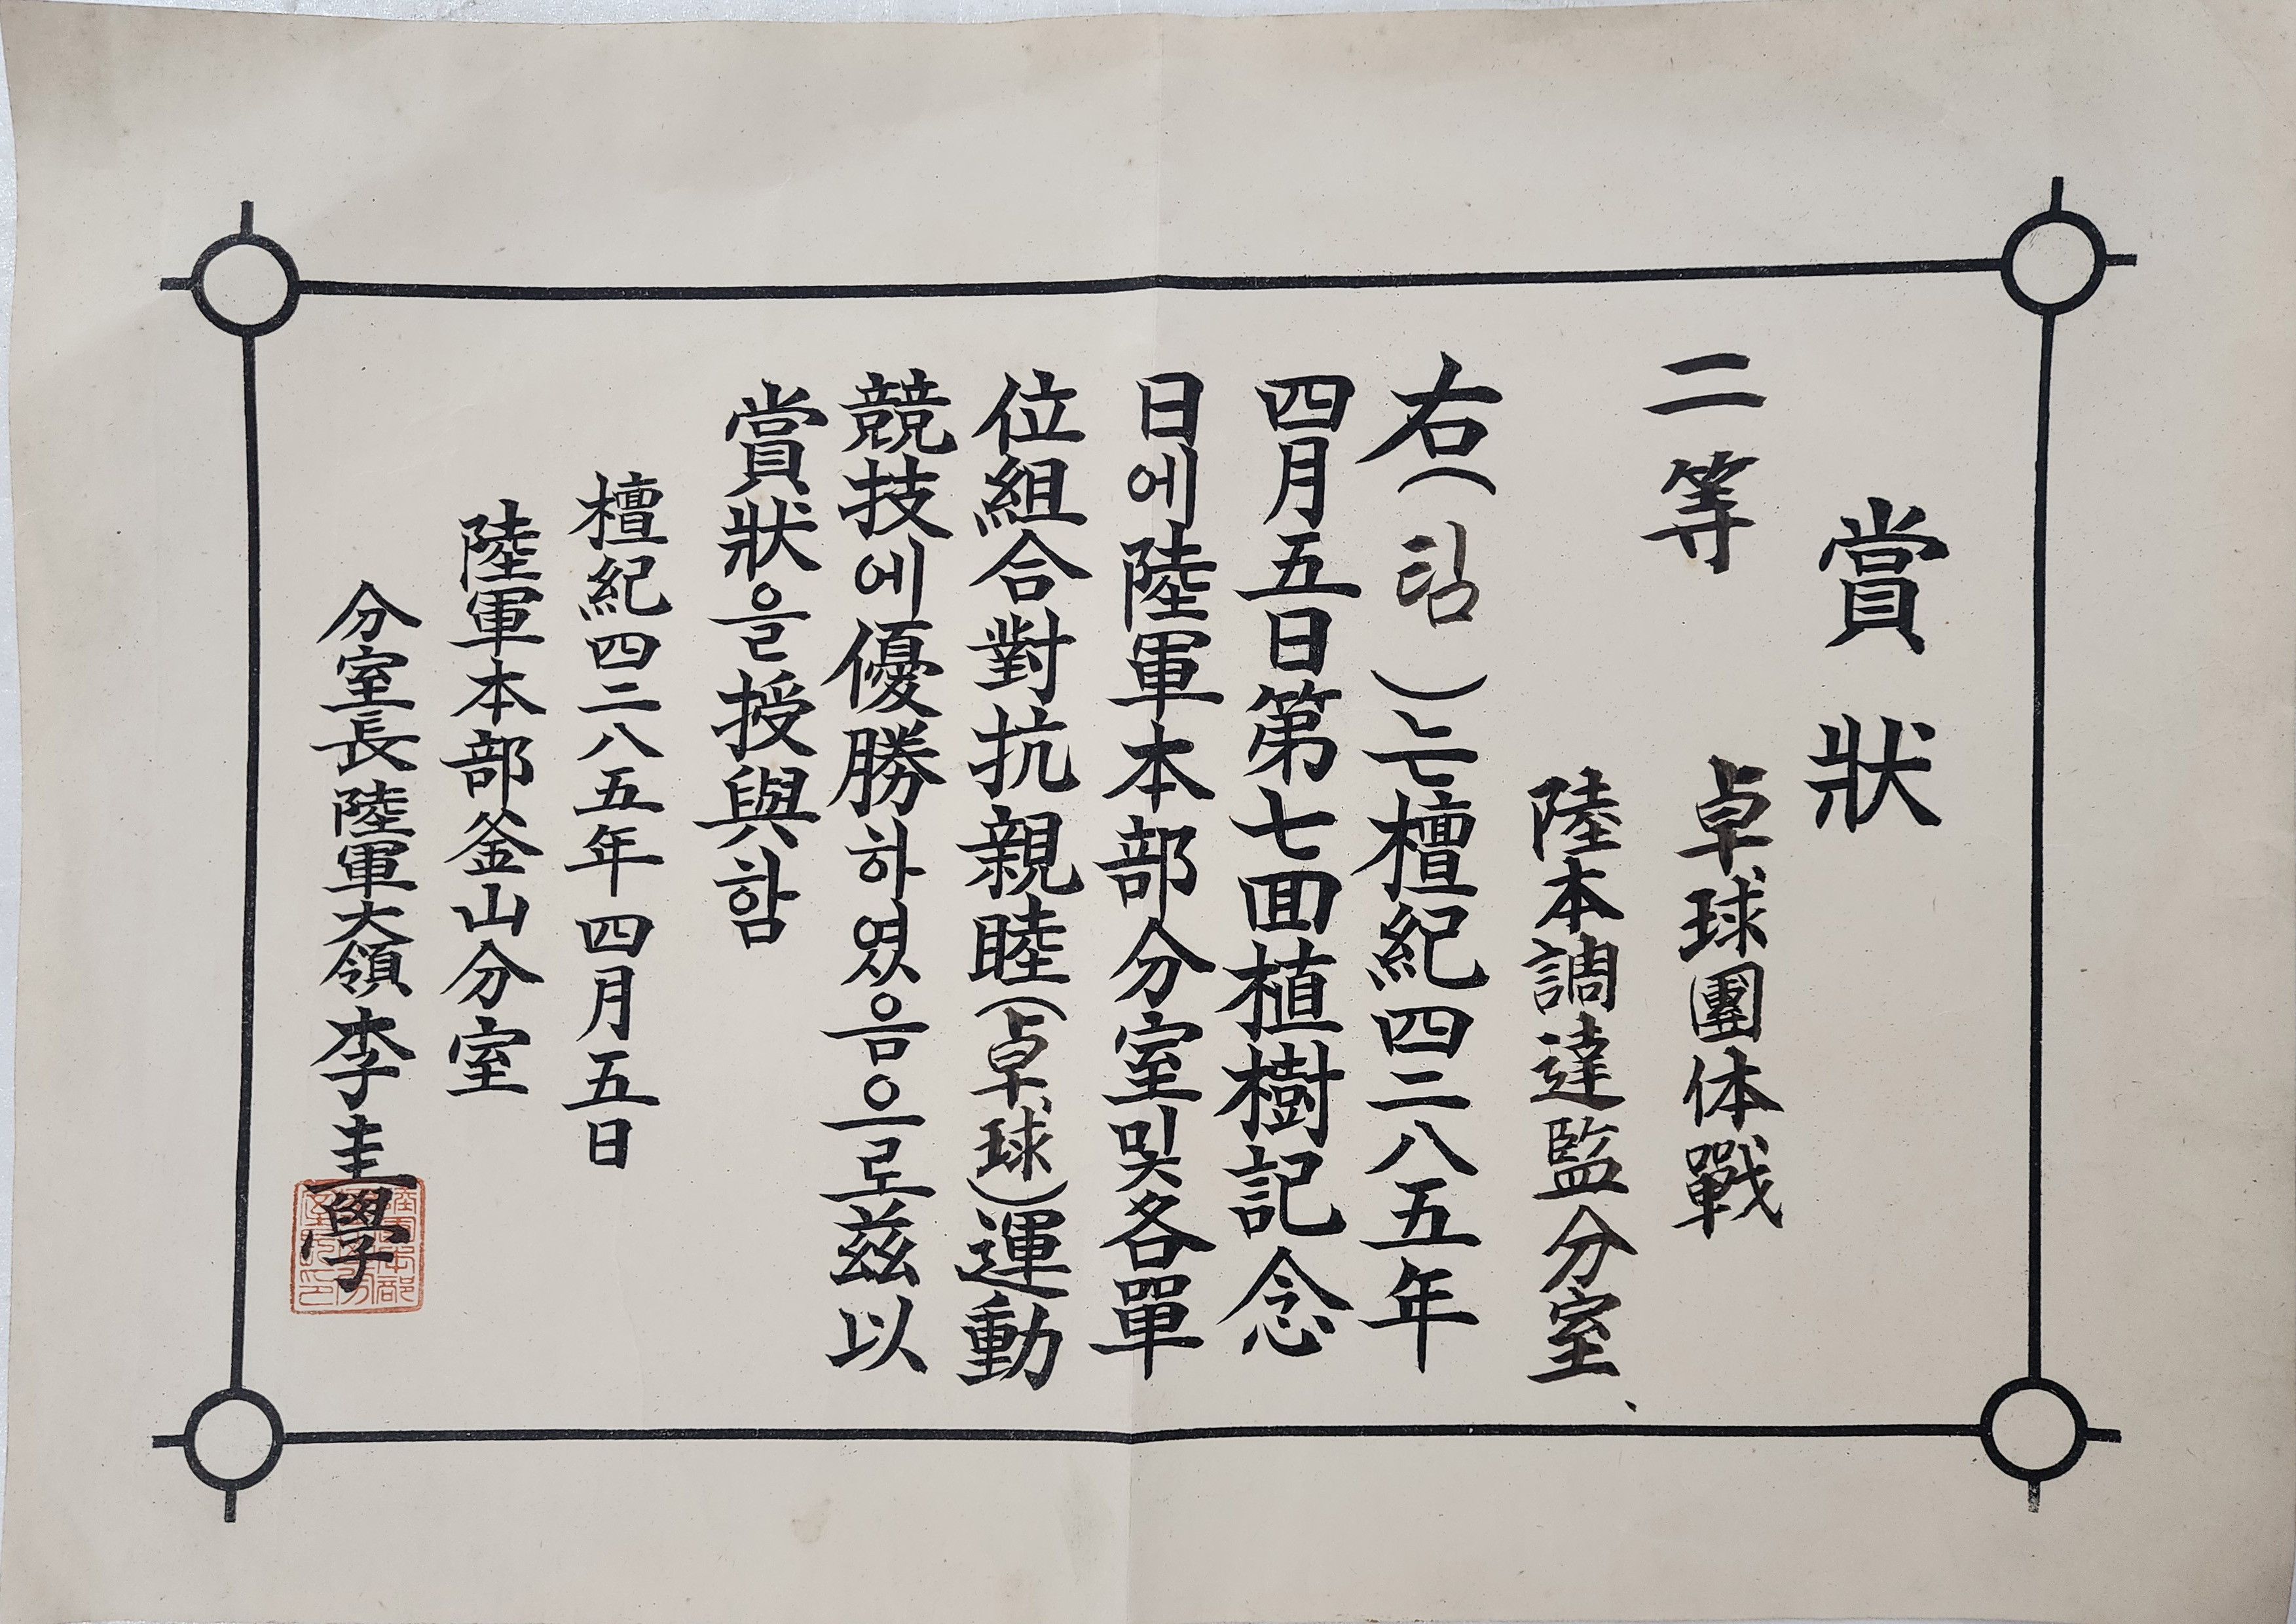 賞狀
二等 卓球團体戰
陸本調達監分室
右(팀)는檀紀四二八五年
四月五日第七囬植樹記念
日에陸軍本部分室및各單
位組合對抗親睦(卓球)運動
競技에優勝하였음으로玆以
賞狀을授與함
檀紀四二八五年四月五日
陸軍本部釜山分室
分室長陸軍大領李圭學